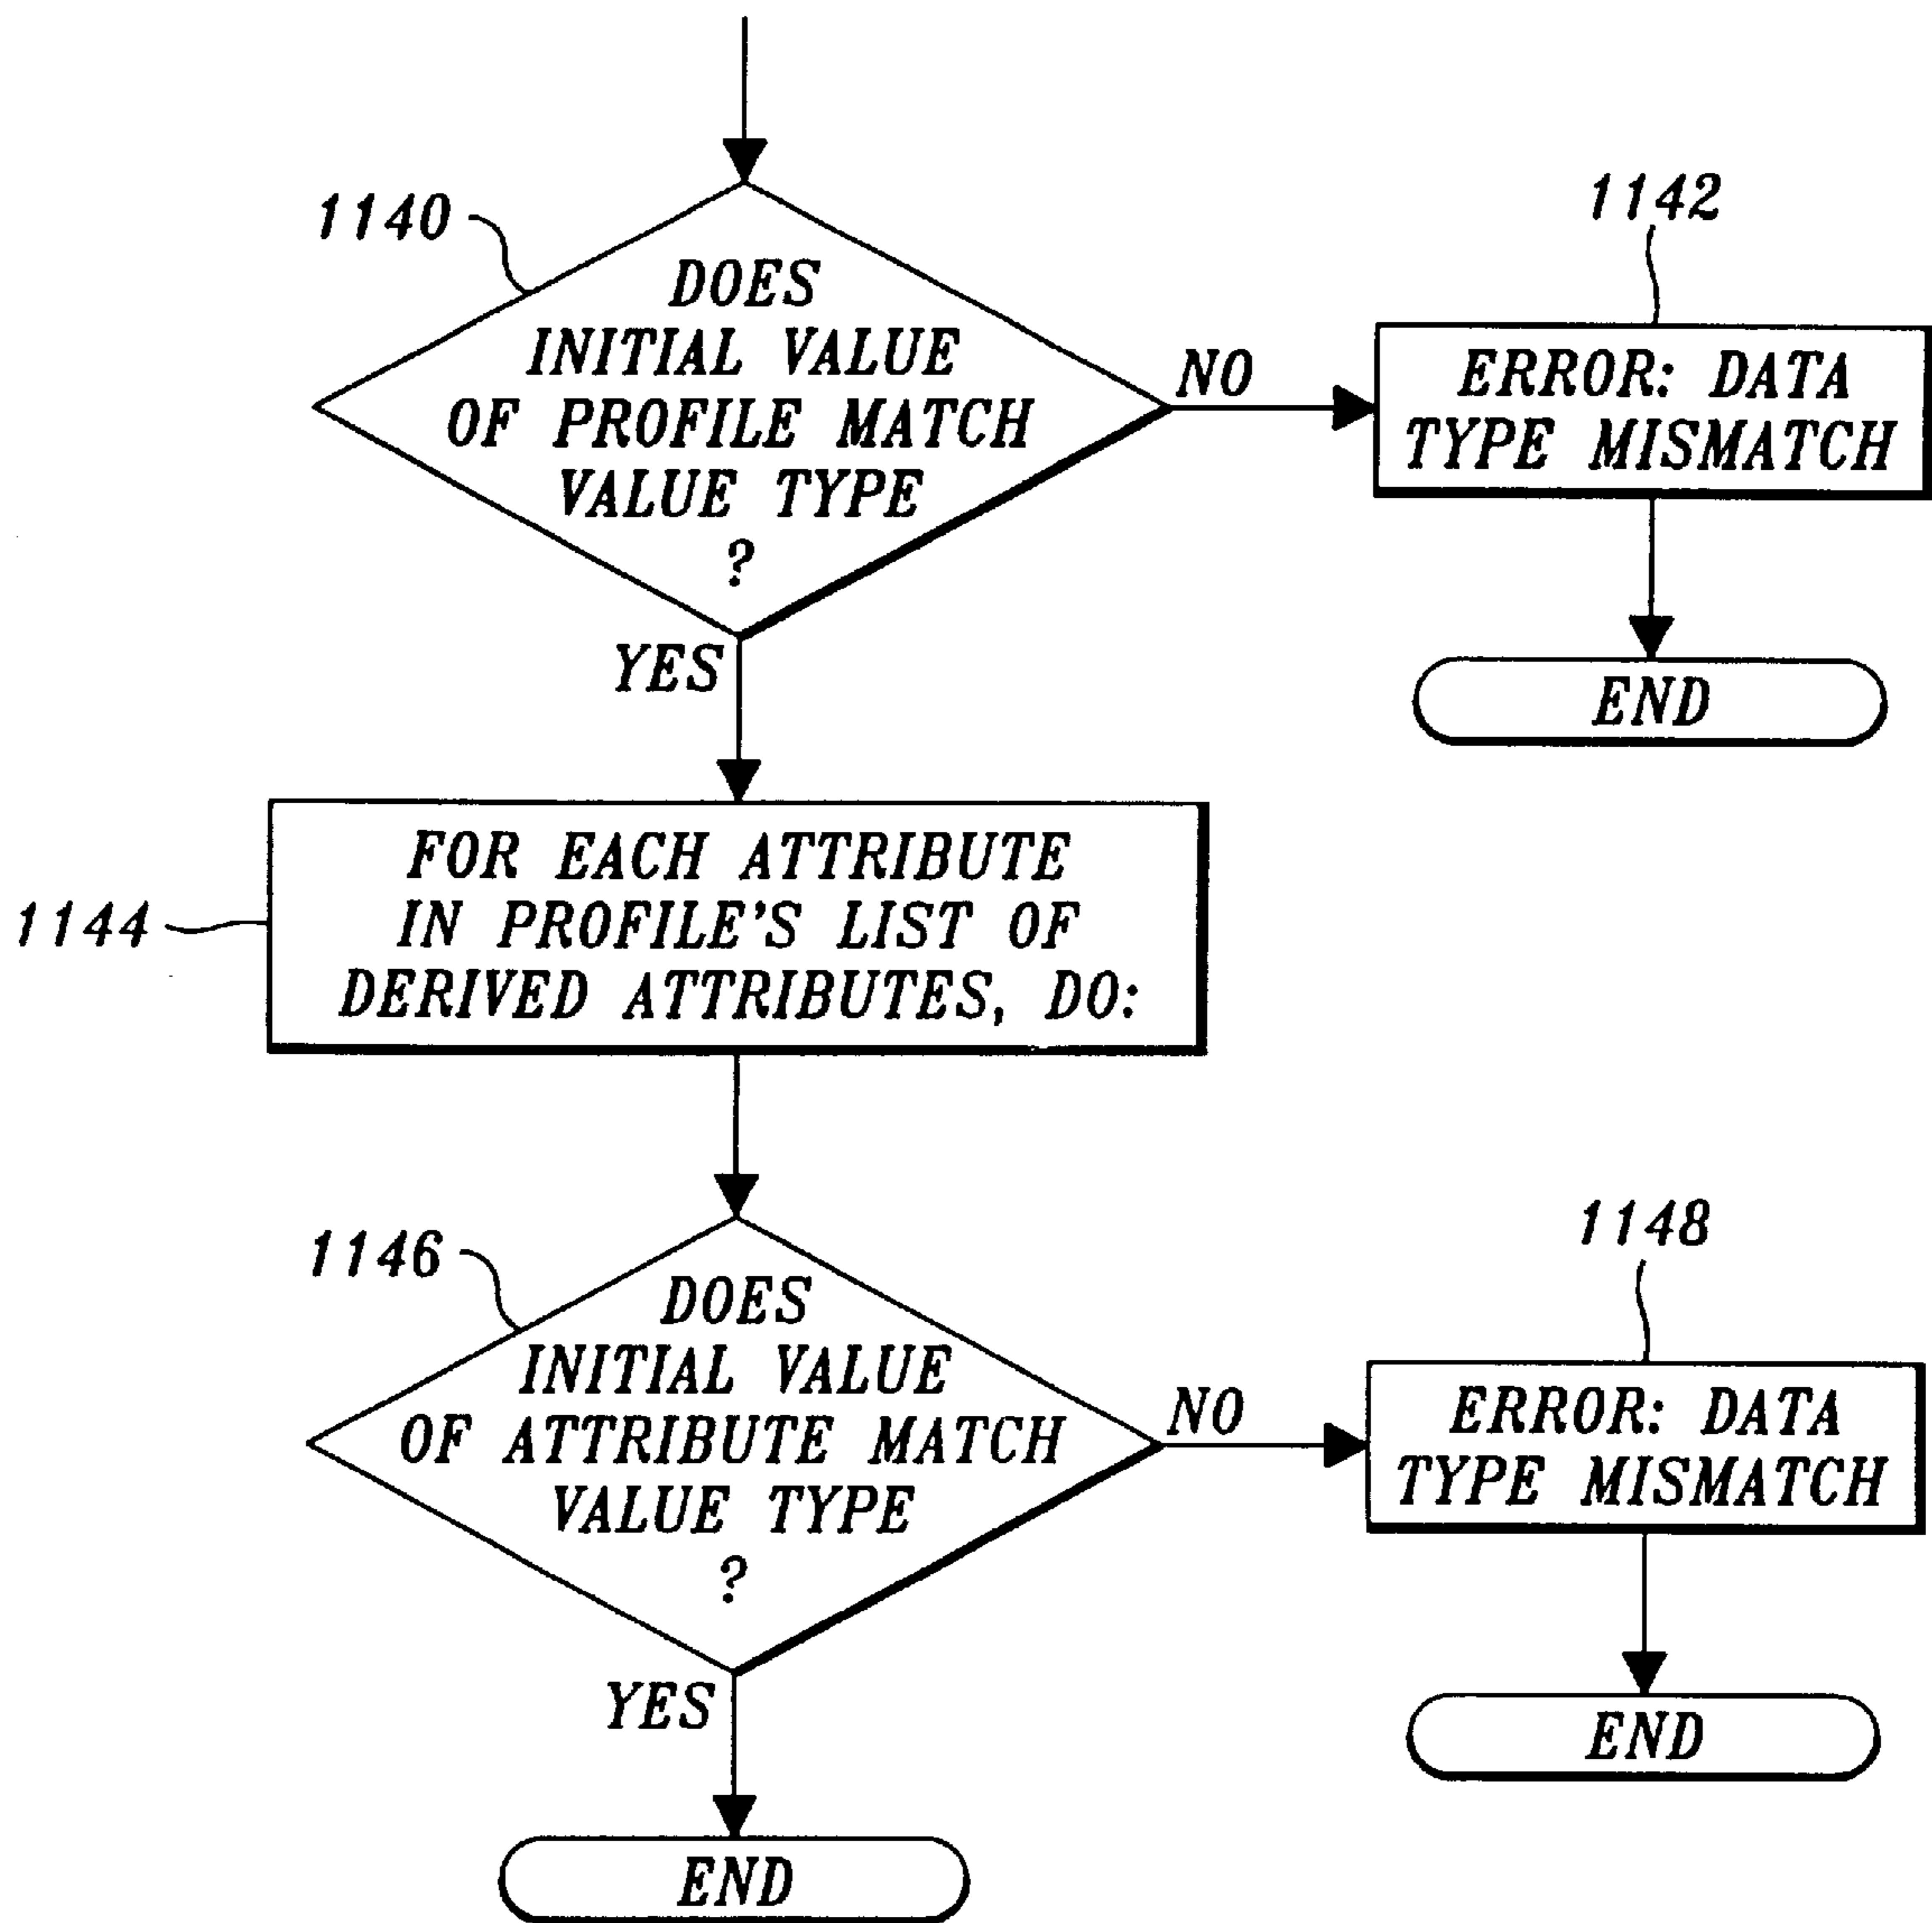 1140
DOES
INITIAL VALUE
OF PROFILE MATCH
VALUE TYPE
?
NO
1142
ERROR: DATA
TYPE MISMATCH
END
YES
1144
FOR EACH ATTRIBUTE
IN PROFILE'S LIST OF
DERIVED ATTRIBUTES, DO:
1146
DOES
INITIAL VALUE
OF ATTRIBUTE MATCH
VALUE TYPE
?
NO
1148
ERROR: DATA
TYPE MISMATCH
END
YES
END